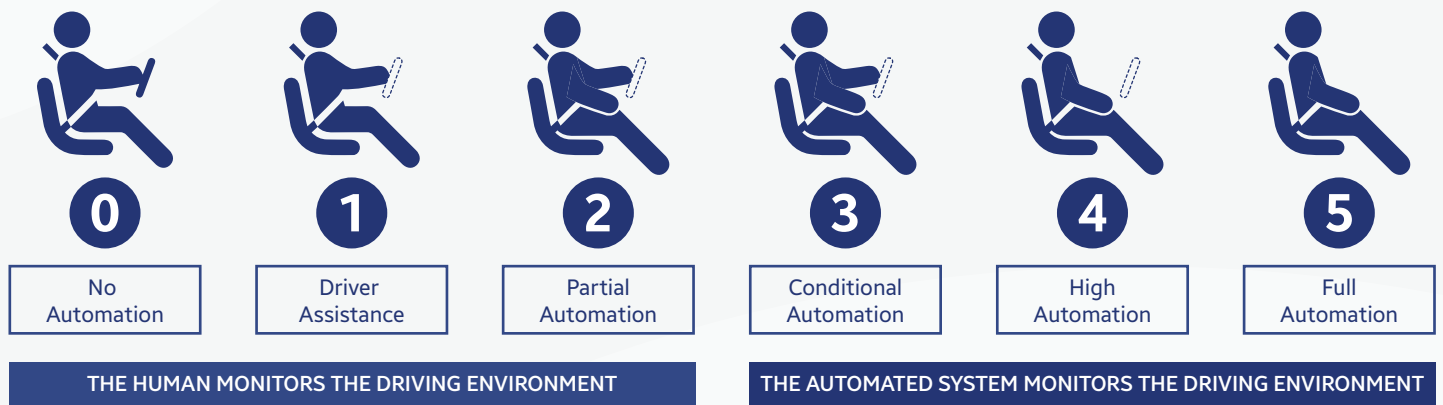 0
1
2
3
4
5
No
Automation
Driver
Assistance
Partial
Automation
Conditional
Automation
High
Automation
Full
Automation
THE HUMAN MONITORS THE DRIVING ENVIRONMENT
THE AUTOMATED SYSTEM MONITORS THE DRIVING ENVIRONMENT